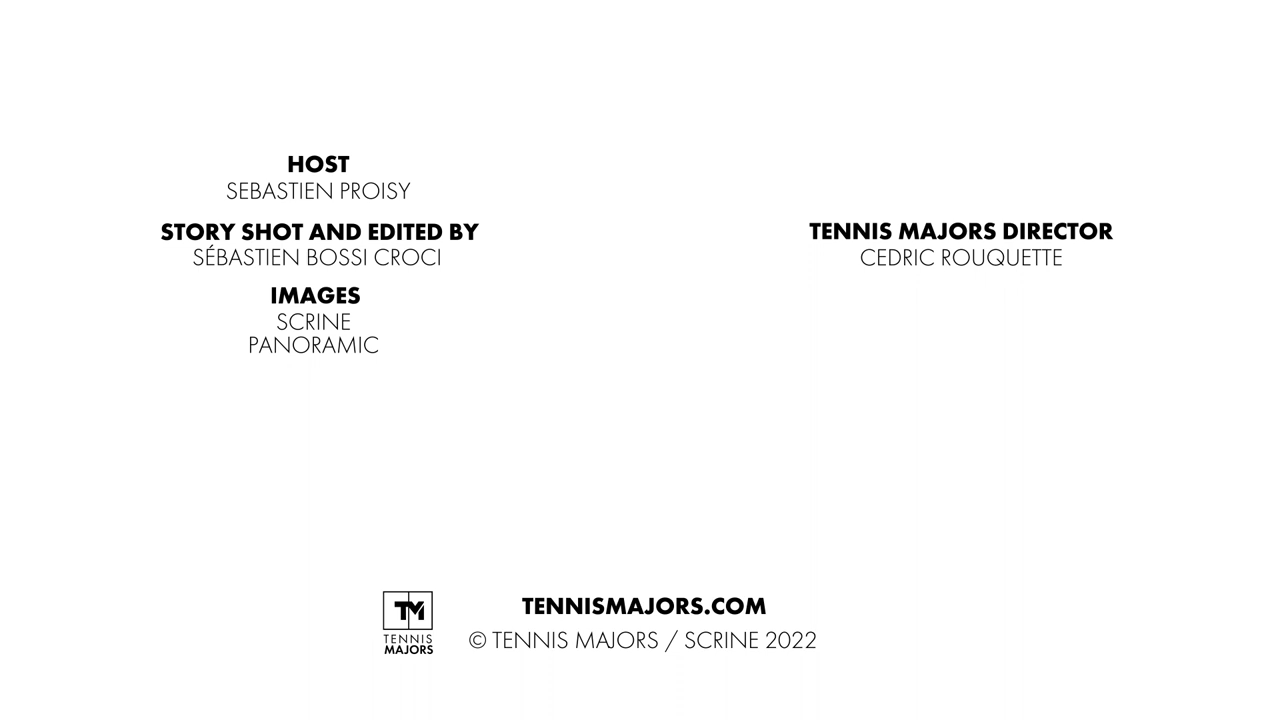 HOST
SEBASTIEN PROISY
STORY SHOT AND EDITED BY
SÉBASTIEN BOSSI CROCI
IMAGES
SCRINE
PANORAMIC
TENNIS MAJORS DIRECTOR
CEDRIC ROUQUETTE
TM
TENNIS
MAJORS
TENNISMAJORS.COM
© TENNIS MAJORS / SCRINE 2022